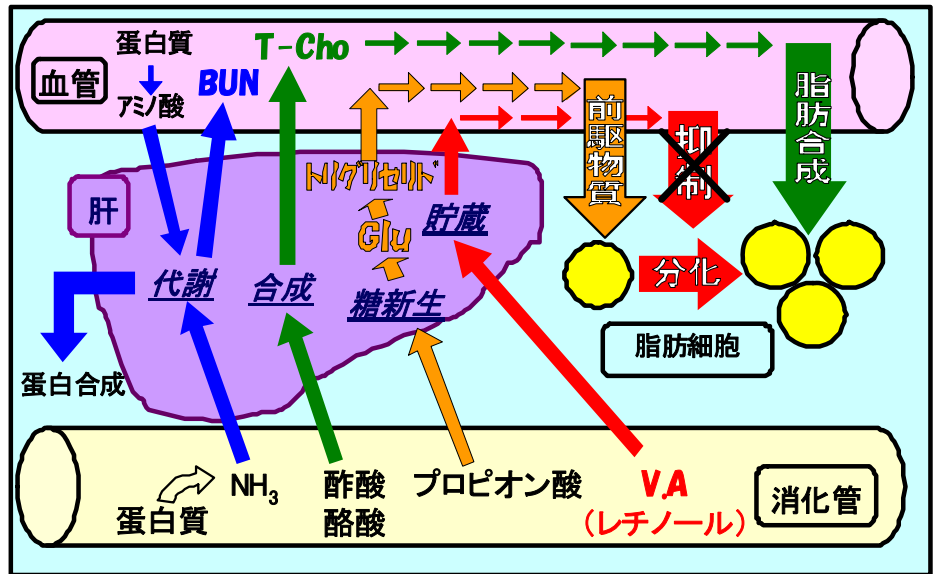 蛋白質
T-Cho
血管
BUN
アミノ酸
前駆物質
抑制
脂肪合成
肝
トリグリセリド
Glu
貯蔵
代謝
合成
糖新生
分化
脂肪細胞
蛋白合成
蛋白質
NH₃
酢酸
酪酸
プロピオン酸
V.A
(レチノール)
消化管